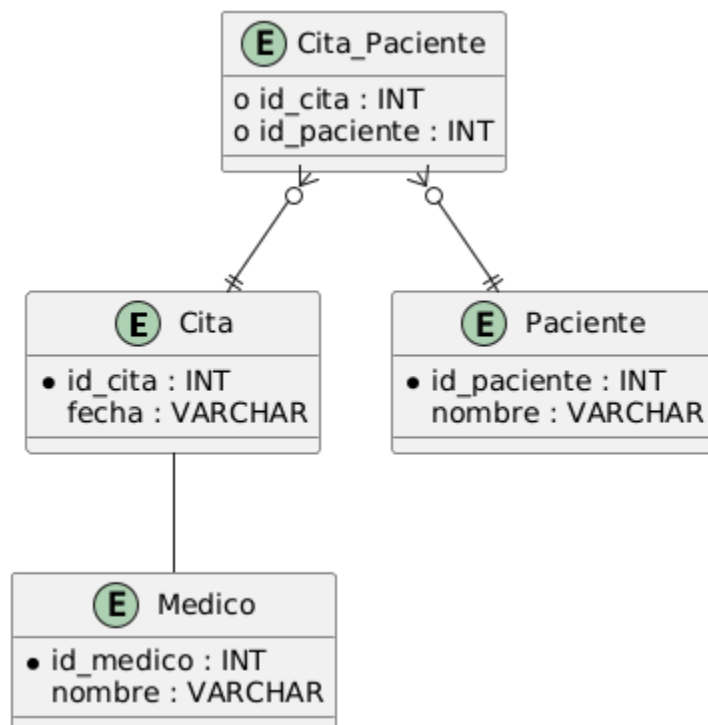 E Cita_Paciente
o id_cita : INT
o id_paciente : INT
E Cita
id_cita : INT
fecha : VARCHAR
E Paciente
id_paciente : INT
nombre : VARCHAR
E Medico
id_medico : INT
nombre : VARCHAR